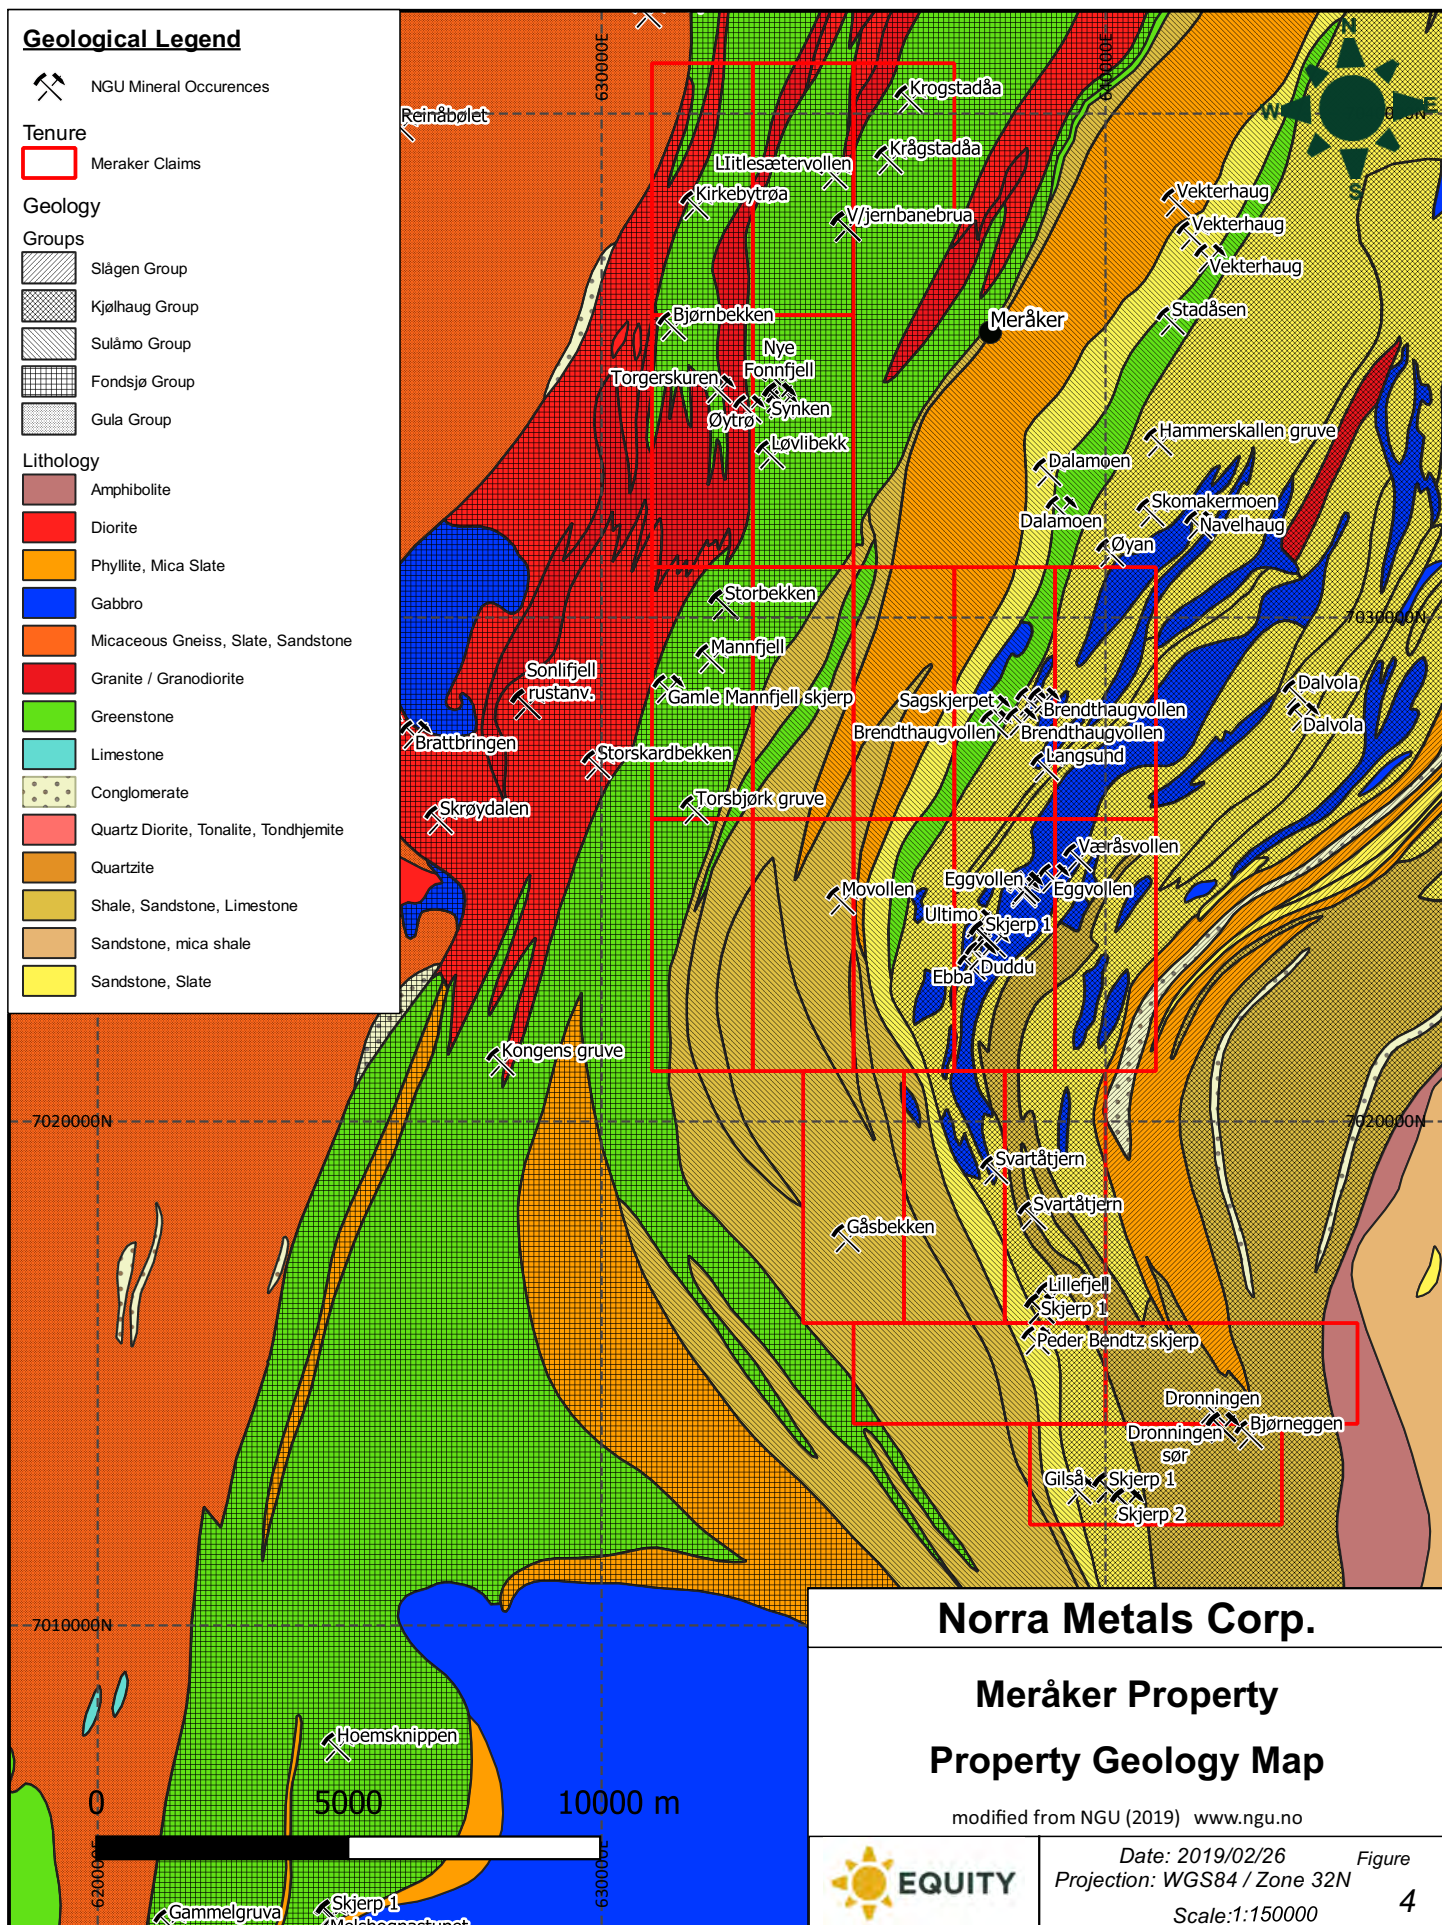 Geological Legend
NGU Mineral Occurences
Tenure
Meraker Claims
Geology
Groups
Slågen Group
Kjølhaug Group
Sulåmo Group
Fondsjø Group
Gula Group
Lithology
Amphibolite
Diorite
Phyllite, Mica Slate
Gabbro
Micaceous Gneiss, Slate, Sandstone
Granite / Granodiorite
Greenstone
Limestone
Conglomerate
Quartz Diorite, Tonalite, Tondhjemite
Quartzite
Shale, Sandstone, Limestone
Sandstone, mica shale
Sandstone, Slate
630000E
640000E
N
W
E
S
Reinåbølet
Krogstadåa
Krågstadåa
LIitlesætervollen
Kirkebytrøa
V/jernbanebrua
Vekterhaug
Vekterhaug
Vekterhaug
Bjørnbekken
Stadåsen
Meråker
Nye
Fonnfjell
Torgerskuren
Synken
Øytrø
Løvlibekk
Hammerskallen gruve
Dalamoen
Dalamoen
Skomakermoen
Navelhaug
Øyan
Storbekken
7030000N
Mannfjell
Sonlifjell
rustanv.
Gamle Mannfjell skjerp
Sagskjerpet
Brendthaugvollen
Brendthaugvollen
Brendthaugvollen
Dalvola
Dalvola
Brattbringen
Storskardbekken
Langsund
Skrøydalen
Torsbjørk gruve
Væråsvollen
Movollen
Eggvollen
Eggvollen
Ultimo
Skjerp 1
Ebba
Duddu
Kongens gruve
7020000N
7020000N
Svartåtjern
Svartåtjern
Gåsbekken
Lillefjell
Skjerp 1
Peder Bendtz skjerp
Dronningen
Bjørneggen
Dronningen
sør
Gilså
Skjerp 1
Skjerp 2
7010000N
Hoemsknippen
0
5000
10000 m
620000E
630000E
Gammelgruva
Skjerp 1
Norra Metals Corp.
Meråker Property
Property Geology Map
modified from NGU (2019) www.ngu.no
EQUITY
Date: 2019/02/26
Projection: WGS84 / Zone 32N
Scale:1:150000
Figure
4